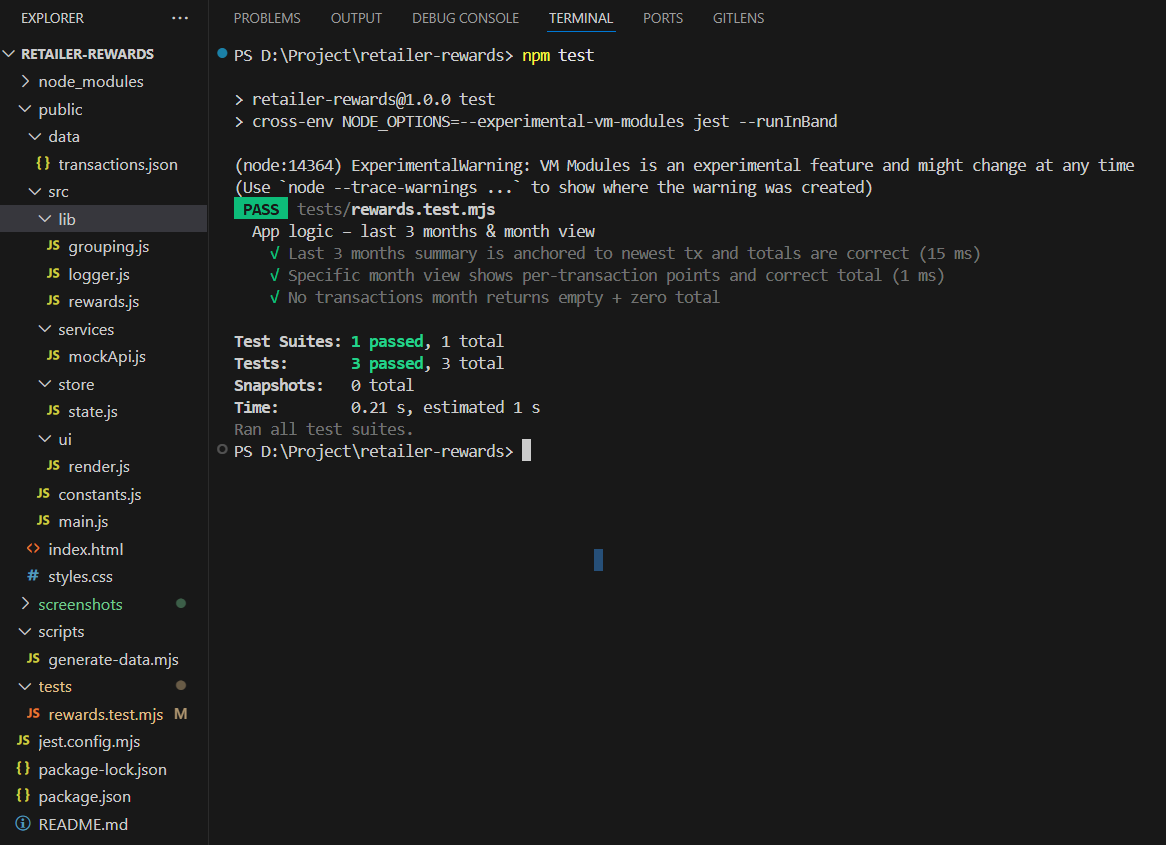 EXPLORER
...
RETAILER-REWARDS
node_modules
public
data
{} transactions.json
src
lib
JS grouping.js
JS logger.js
JS rewards.js
services
JS mockApi.js
store
JS state.js
ui
JS render.js
JS constants.js
JS main.js
<> index.html
# styles.css
screenshots
scripts
JS generate-data.mjs
tests
JS rewards.test.mjs M
JS jest.config.mjs
{} package-lock.json
{} package.json
README.md
PROBLEMS OUTPUT DEBUG CONSOLE TERMINAL PORTS GITLENS
PS D:\Project\retailer-rewards> npm test
> retailer-rewards@1.0.0 test
> cross-env NODE_OPTIONS=--experimental-vm-modules jest --runInBand
(node:14364) ExperimentalWarning: VM Modules is an experimental feature and might change at any time
(Use `node --trace-warnings ...` to show where the warning was created)
PASS tests/rewards.test.mjs
App logic – last 3 months & month view
√ Last 3 months summary is anchored to newest tx and totals are correct (15 ms)
√ Specific month view shows per-transaction points and correct total (1 ms)
√ No transactions month returns empty + zero total
Test Suites: 1 passed, 1 total
Tests: 3 passed, 3 total
Snapshots: 0 total
Time: 0.21 s, estimated 1 s
Ran all test suites.
PS D:\Project\retailer-rewards>